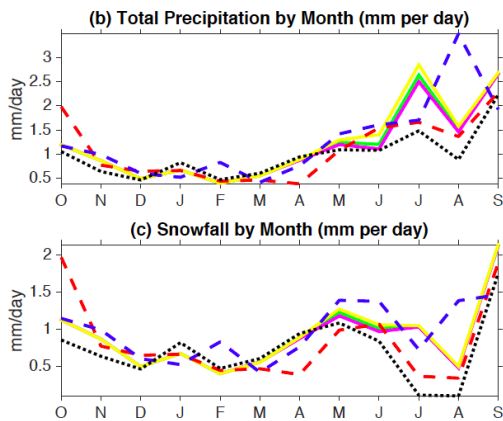 (b) Total Precipitation by Month (mm per day)
3
2.5
2
1.5
1
0.5
mm/day
O N D J F M A M J J A S
(c) Snowfall by Month (mm per day)
2
1.5
1
0.5
mm/day
O N D J F M A M J J A S